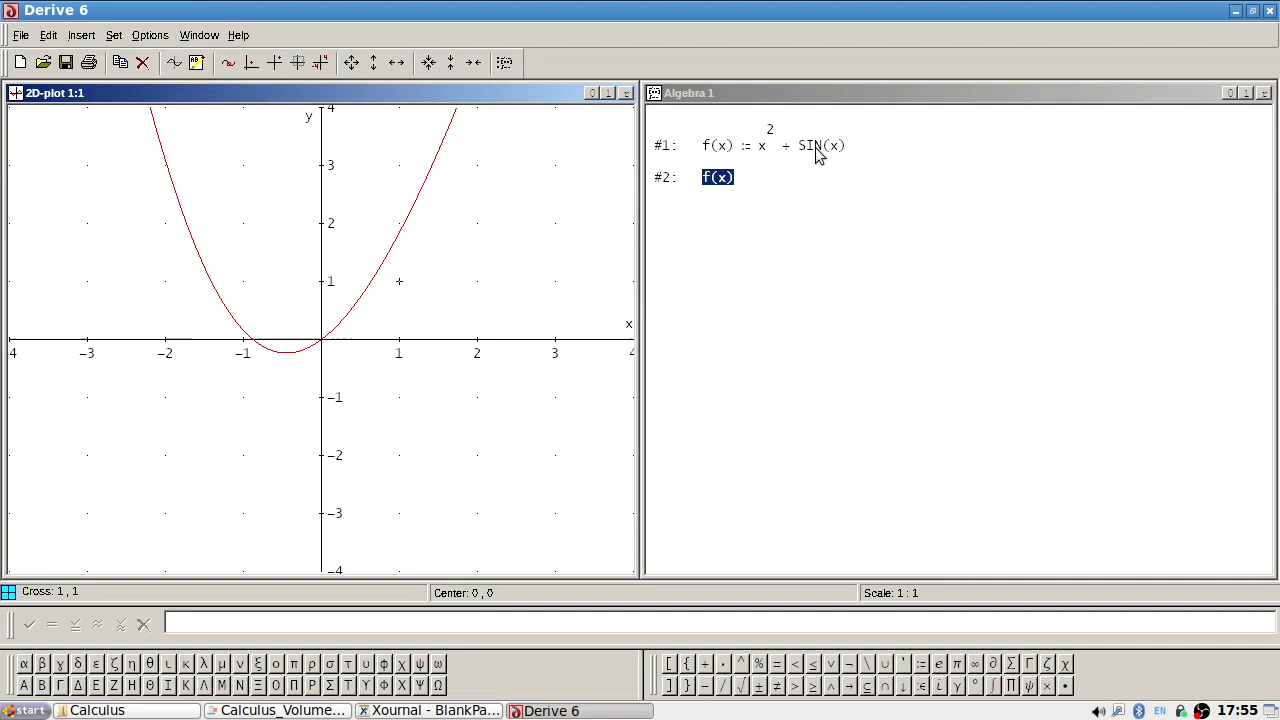 Derive 6
File Edit Insert Set Options Window Help
2D-plot 1:1
y
4
3
2
1
x
4 −3 −2 −1 1 2 3 4
−1
−2
−3
−4
Algebra 1
2
#1: f(x) := x + SIN(x)
#2: f(x)
Cross: 1 , 1 Center: 0 , 0 Scale: 1 : 1
α β γ δ ε ζ η θ ι κ λ μ ν ξ ο π ρ σ τ υ φ χ ψ ω
Α Β Γ Δ Ε Ζ Η Θ Ι Κ Λ Μ Ν Ξ Ο Π Ρ Σ Τ Υ Φ Χ Ψ Ω
[ { + · ^ % = < ≤ ∨ ¬ \ ∪ ' :∈ e π ∞ ∂ ∑ Γ ζ χ
] } − / √ ± ≠ > ≥ ∧ → ⊆ ∩ ↓ :∈ i γ ° ∫ ∏ ψ × •
start Calculus Calculus_Volume... Xournal - BlankPa... Derive 6 EN 17:55